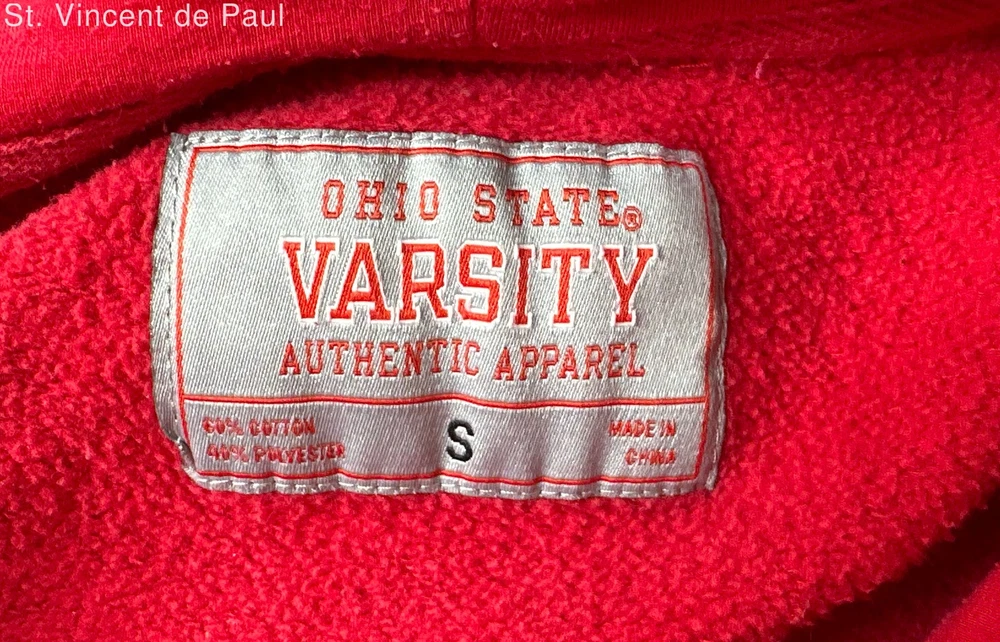 St. Vincent de Paul
OHIO STATE®
VARSITY
AUTHENTIC APPAREL
60% COTTON
40% POLYESTER
S
MADE IN
CHINA